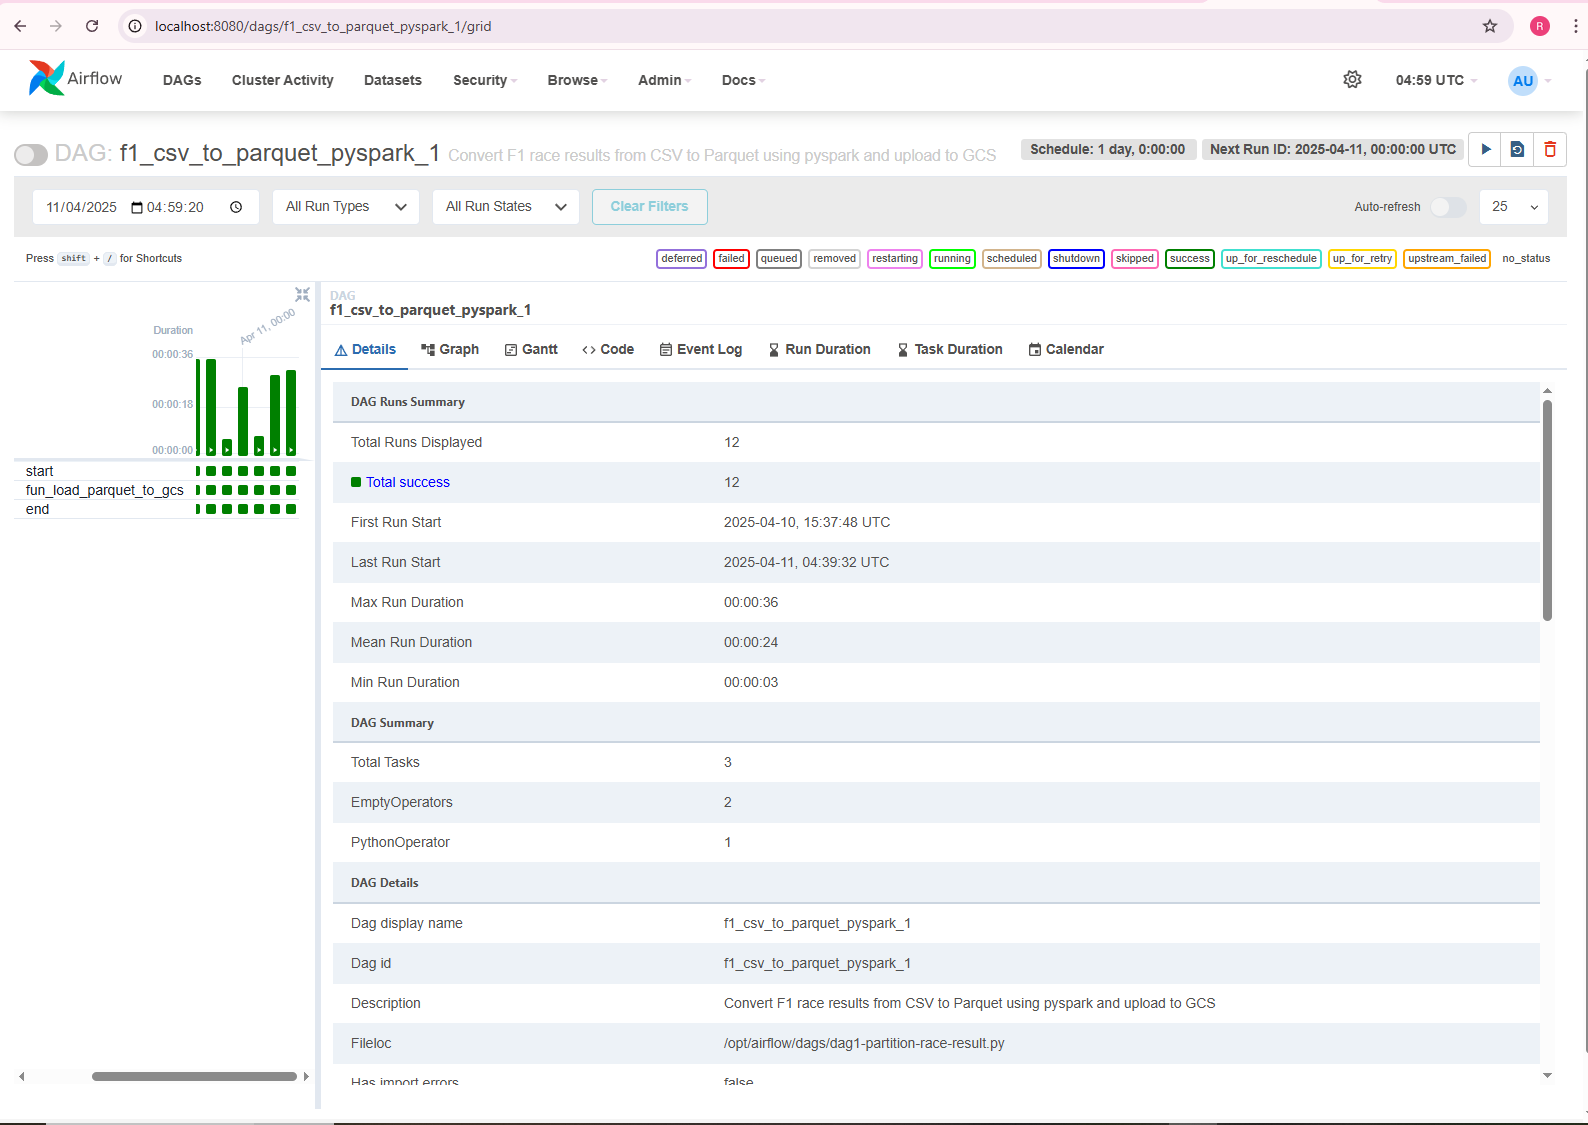 localhost:8080/dags/f1_csv_to_parquet_pyspark_1/grid
R
Airflow DAGs Cluster Activity Datasets Security Browse Admin Docs 04:59 UTC AU
DAG: f1_csv_to_parquet_pyspark_1 Convert F1 race results from CSV to Parquet using pyspark and upload to GCS Schedule: 1 day, 0:00:00 Next Run ID: 2025-04-11, 00:00:00 UTC
11/04/2025 04:59:20 All Run Types All Run States Clear Filters Auto-refresh 25
Press shift + / for Shortcuts deferred failed queued removed restarting running scheduled shutdown skipped success up_for_reschedule up_for_retry upstream_failed no_status
Apr 11, 00:00
Duration
00:00:36
00:00:18
00:00:00
start
fun_load_parquet_to_gcs
end
DAG
f1_csv_to_parquet_pyspark_1
Details Graph Gantt Code Event Log Run Duration Task Duration Calendar
DAG Runs Summary
Total Runs Displayed 12
Total success 12
First Run Start 2025-04-10, 15:37:48 UTC
Last Run Start 2025-04-11, 04:39:32 UTC
Max Run Duration 00:00:36
Mean Run Duration 00:00:24
Min Run Duration 00:00:03
DAG Summary
Total Tasks 3
EmptyOperators 2
PythonOperator 1
DAG Details
Dag display name f1_csv_to_parquet_pyspark_1
Dag id f1_csv_to_parquet_pyspark_1
Description Convert F1 race results from CSV to Parquet using pyspark and upload to GCS
Fileloc /opt/airflow/dags/dag1-partition-race-result.py
Has import errors false